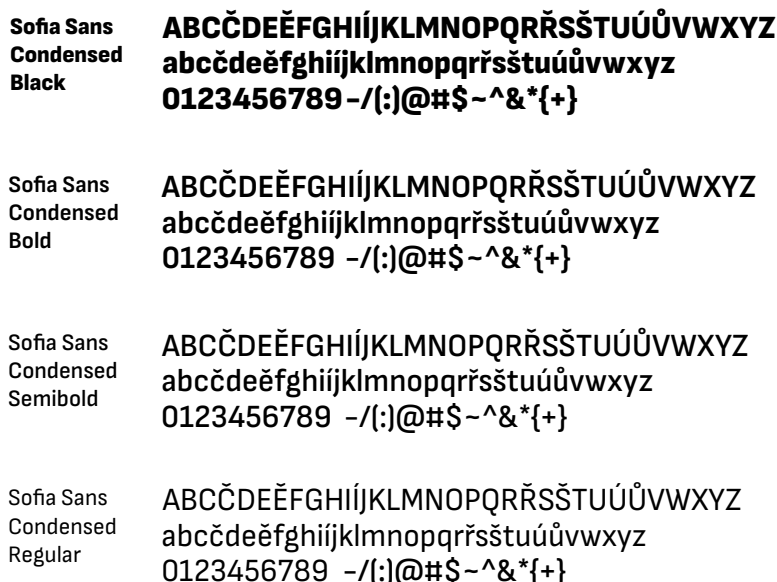 Sofia Sans
Condensed
Black
ABCČDEĚFGHIÍJKLMNOPQRŘSŠTUÚŮVWXYZ
abcčdeěfghiíjklmnopqrřsštuúůvwxyz
0123456789 -/(:)@#$~^&*{+}
Sofia Sans
Condensed
Bold
ABCČDEĚFGHIÍJKLMNOPQRŘSŠTUÚŮVWXYZ
abcčdeěfghiíjklmnopqrřsštuúůvwxyz
0123456789 -/(:)@#$~^&*{+}
Sofia Sans
Condensed
Semibold
ABCČDEĚFGHIÍJKLMNOPQRŘSŠTUÚŮVWXYZ
abcčdeěfghiíjklmnopqrřsštuúůvwxyz
0123456789 -/(:)@#$~^&*{+}
Sofia Sans
Condensed
Regular
ABCČDEĚFGHIÍJKLMNOPQRŘSŠTUÚŮVWXYZ
abcčdeěfghiíjklmnopqrřsštuúůvwxyz
0123456789 -/(:)@#$~^&*{+}